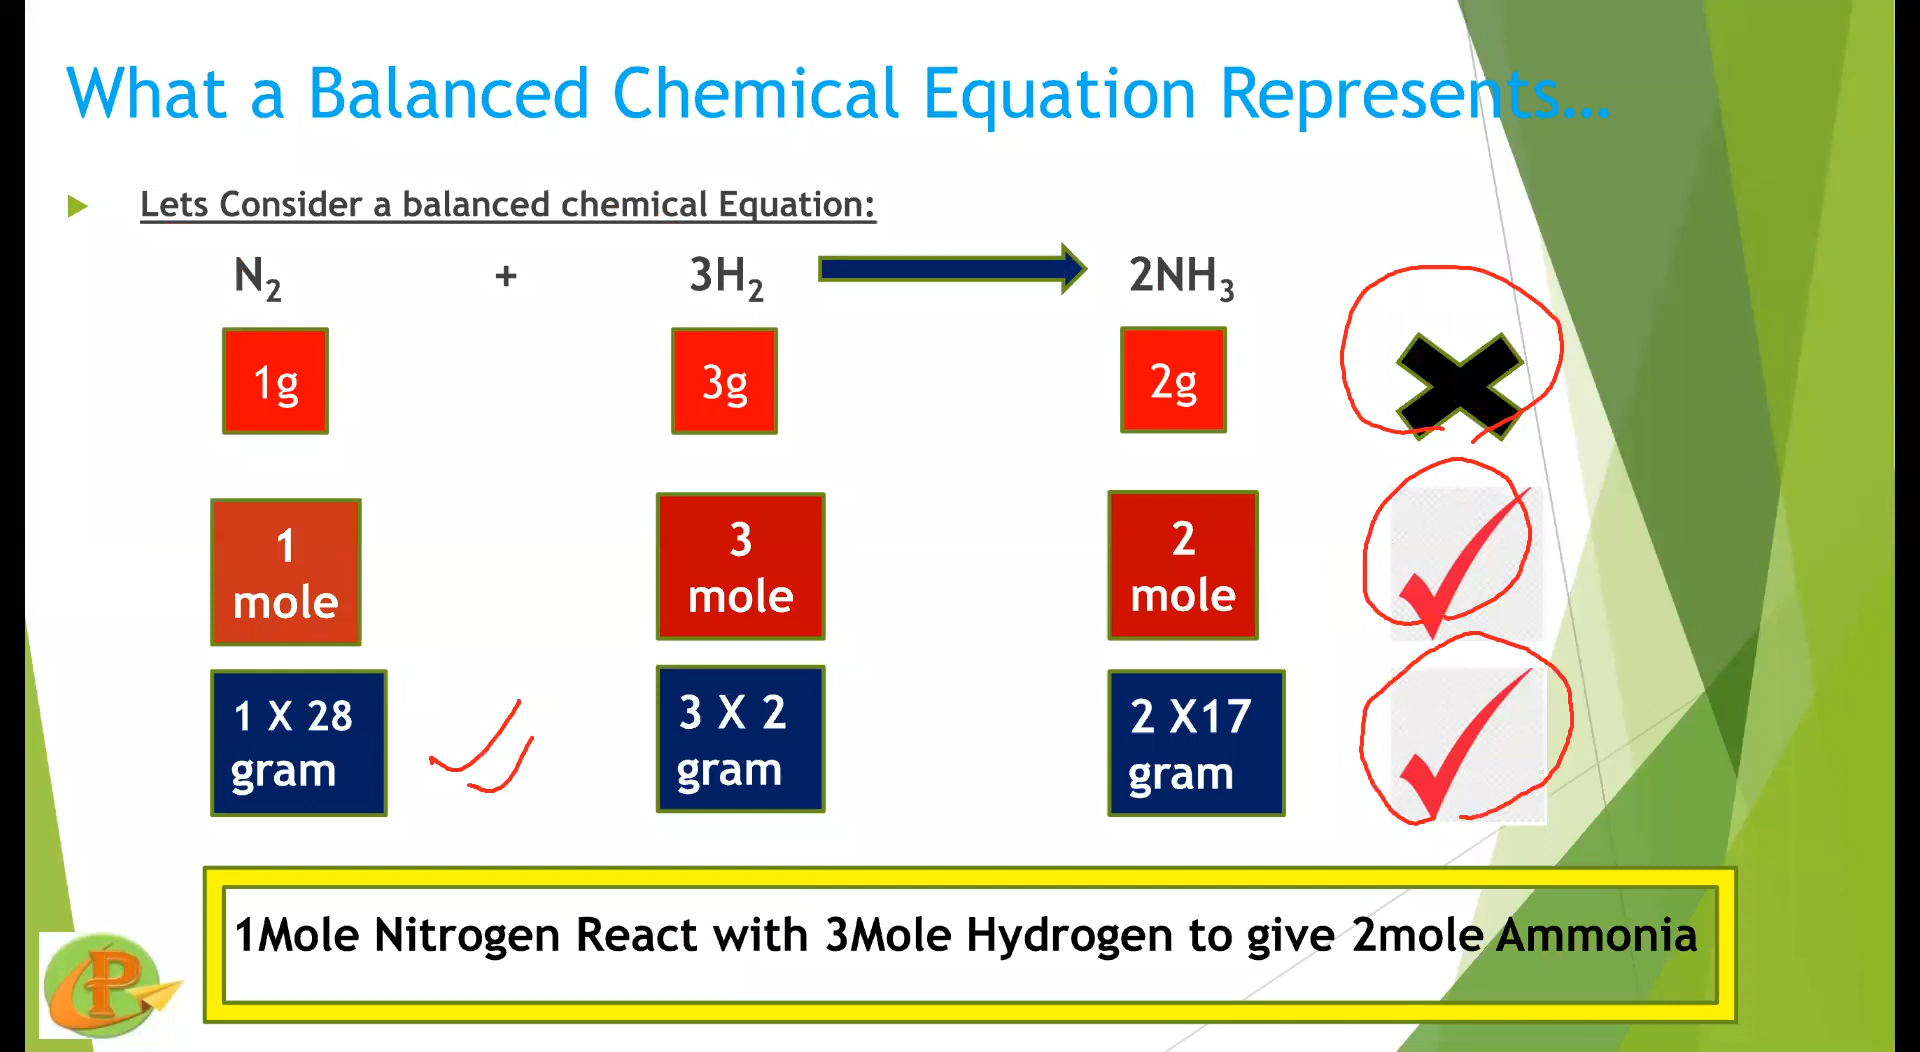 What a Balanced Chemical Equation Represents...
Lets Consider a balanced chemical Equation:
N₂ + 3H₂ 2NH₃
1g 3g 2g
1 mole 3 mole 2 mole
1 X 28 gram 3 X 2 gram 2 X17 gram
1Mole Nitrogen React with 3Mole Hydrogen to give 2mole Ammonia
P